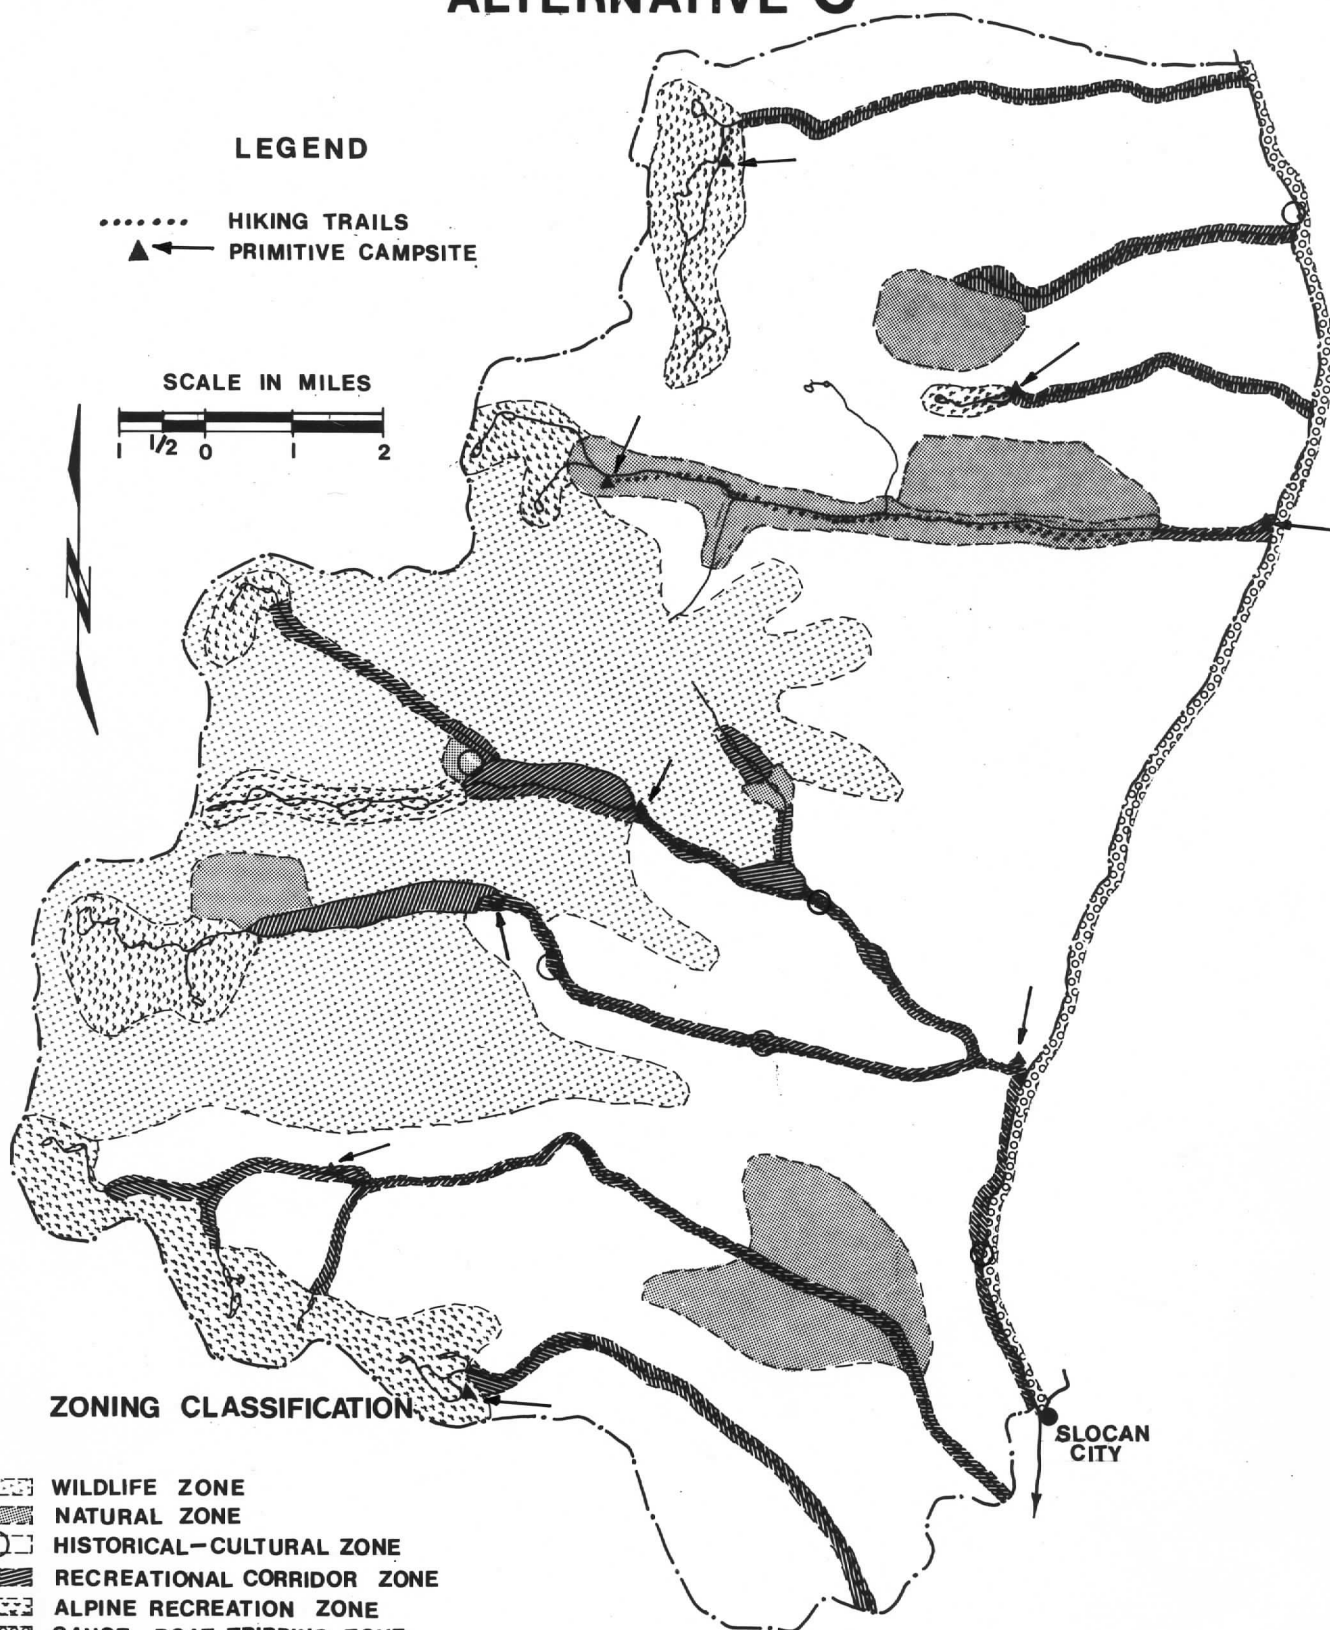 ALTERNATIVE C
LEGEND
HIKING TRAILS
PRIMITIVE CAMPSITE
SCALE IN MILES
1 1/2 0 1 2
N
ZONING CLASSIFICATION
SLOCAN
CITY
WILDLIFE ZONE
NATURAL ZONE
HISTORICAL-CULTURAL ZONE
RECREATIONAL CORRIDOR ZONE
ALPINE RECREATION ZONE